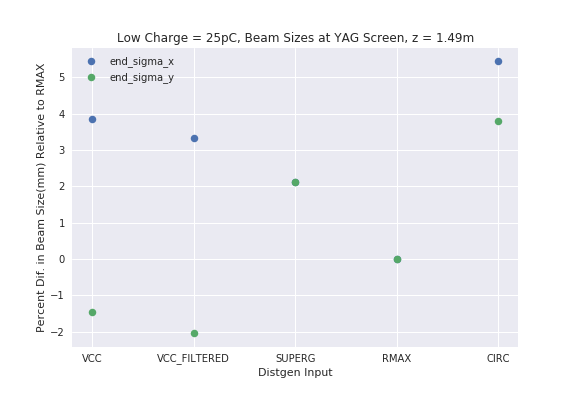 Low Charge = 25pC, Beam Sizes at YAG Screen, z = 1.49m
end_sigma_x
end_sigma_y
Percent Dif. in Beam Size(mm) Relative to RMAX
5
4
3
2
1
0
−1
−2
VCC
VCC_FILTERED
SUPERG
RMAX
CIRC
Distgen Input